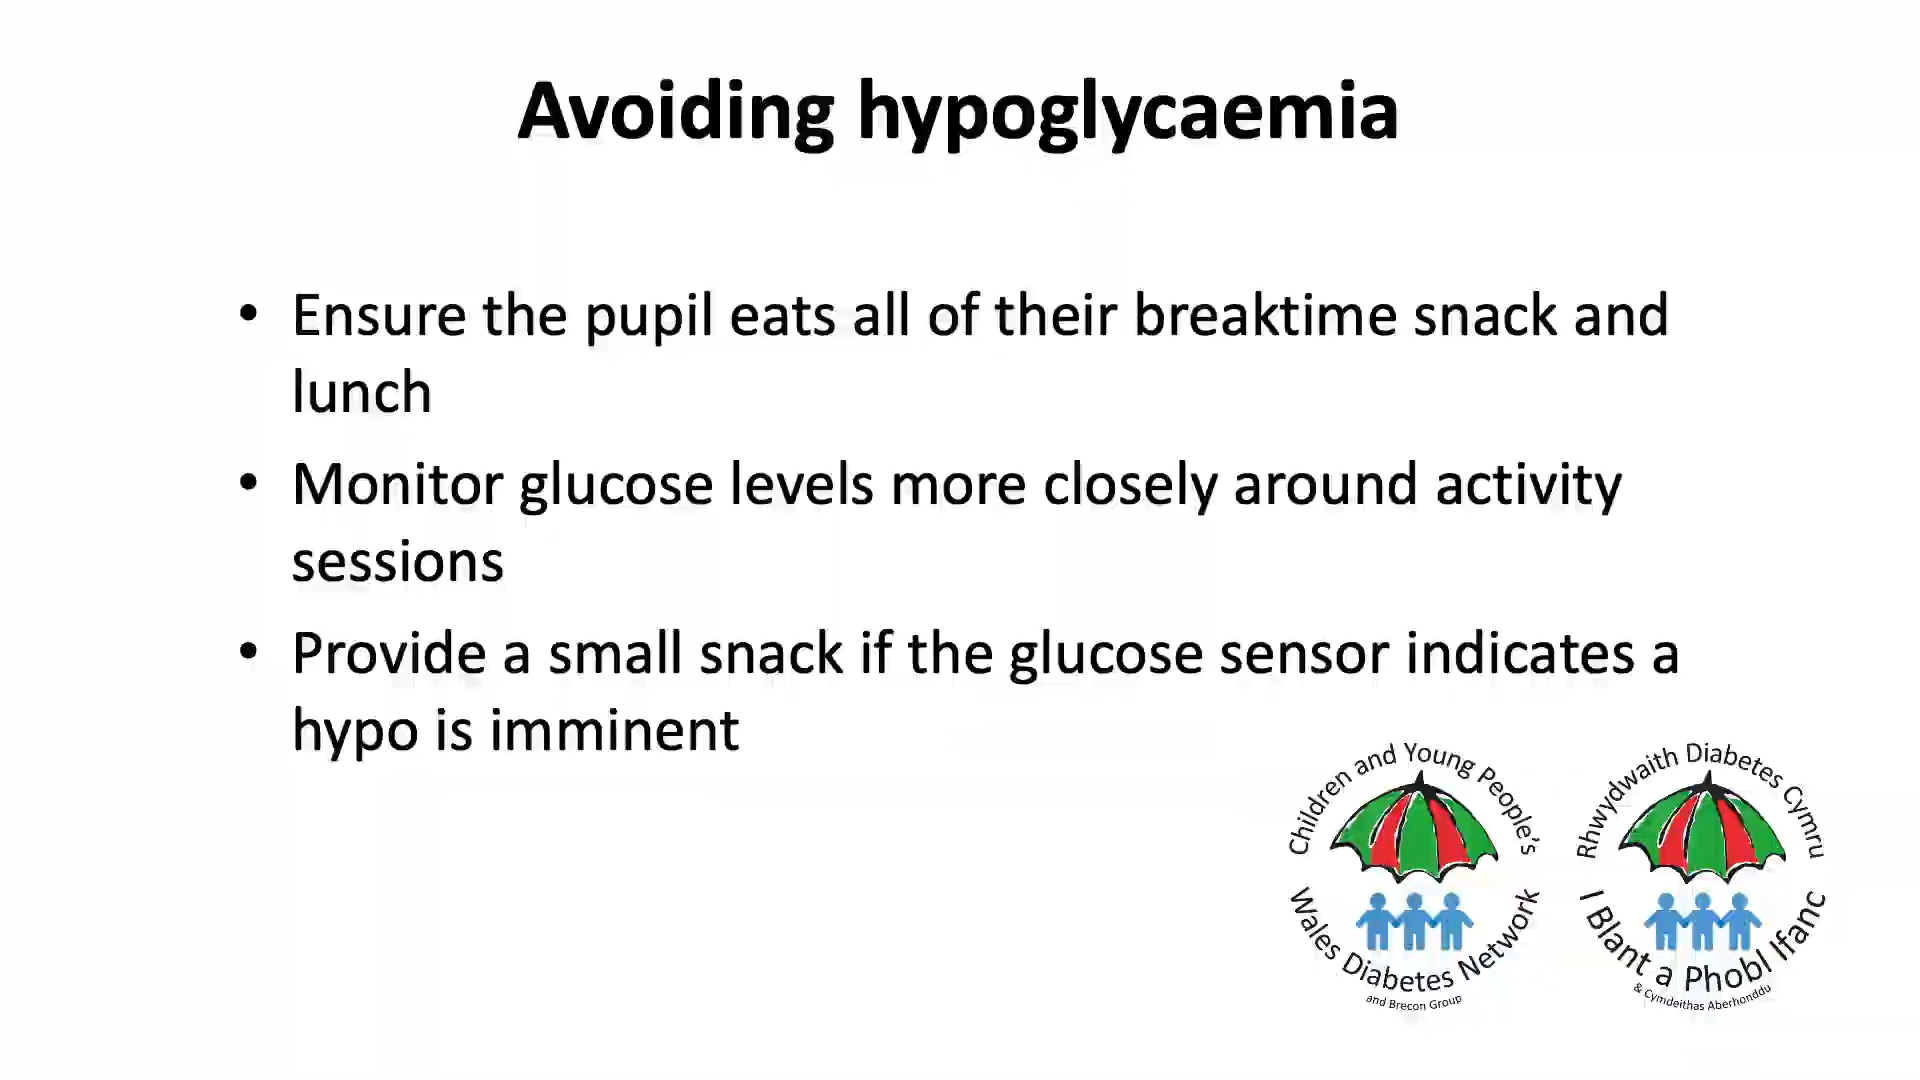 Avoiding hypoglycaemia
• Ensure the pupil eats all of their breaktime snack and
lunch
• Monitor glucose levels more closely around activity
sessions
• Provide a small snack if the glucose sensor indicates a
hypo is imminent
Children and Young People's
Wales Diabetes Network
and Brecon Group
Rhwydwaith Diabetes Cymru
I Blant a Phobl Ifanc
& Cymdeithas Aberhonddu